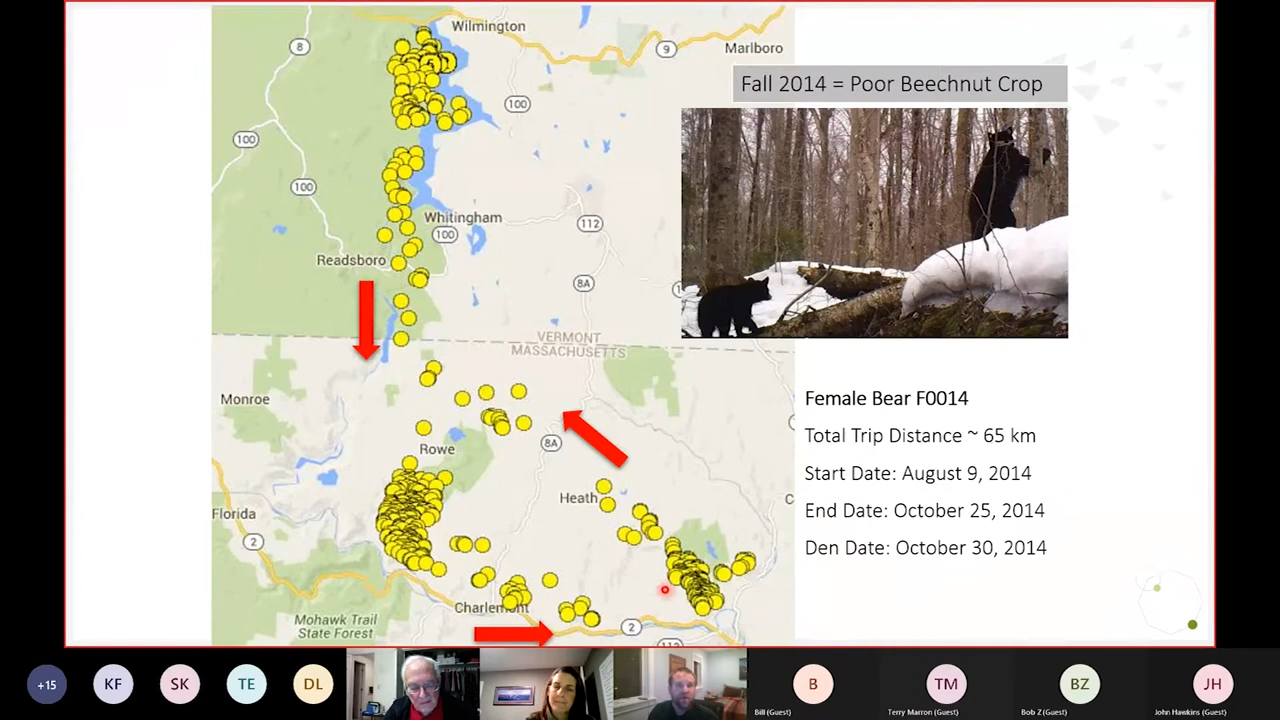 Wilmington
8
9
Marlboro
Fall 2014 = Poor Beechnut Crop
100
100
100
Whitingham
100
112
Readsboro
8A
VERMONT
MASSACHUSETTS
Monroe
Female Bear F0014
Rowe
8A
Total Trip Distance ~ 65 km
Start Date: August 9, 2014
Heath
Florida
End Date: October 25, 2014
2
Den Date: October 30, 2014
Charlemont
Mohawk Trail
State Forest
2
112
+15
KF
SK
TE
DL
B
TM
BZ
JH
Bill (Guest)
Terry Marron (Guest)
Bob Z (Guest)
John Hawkins (Guest)